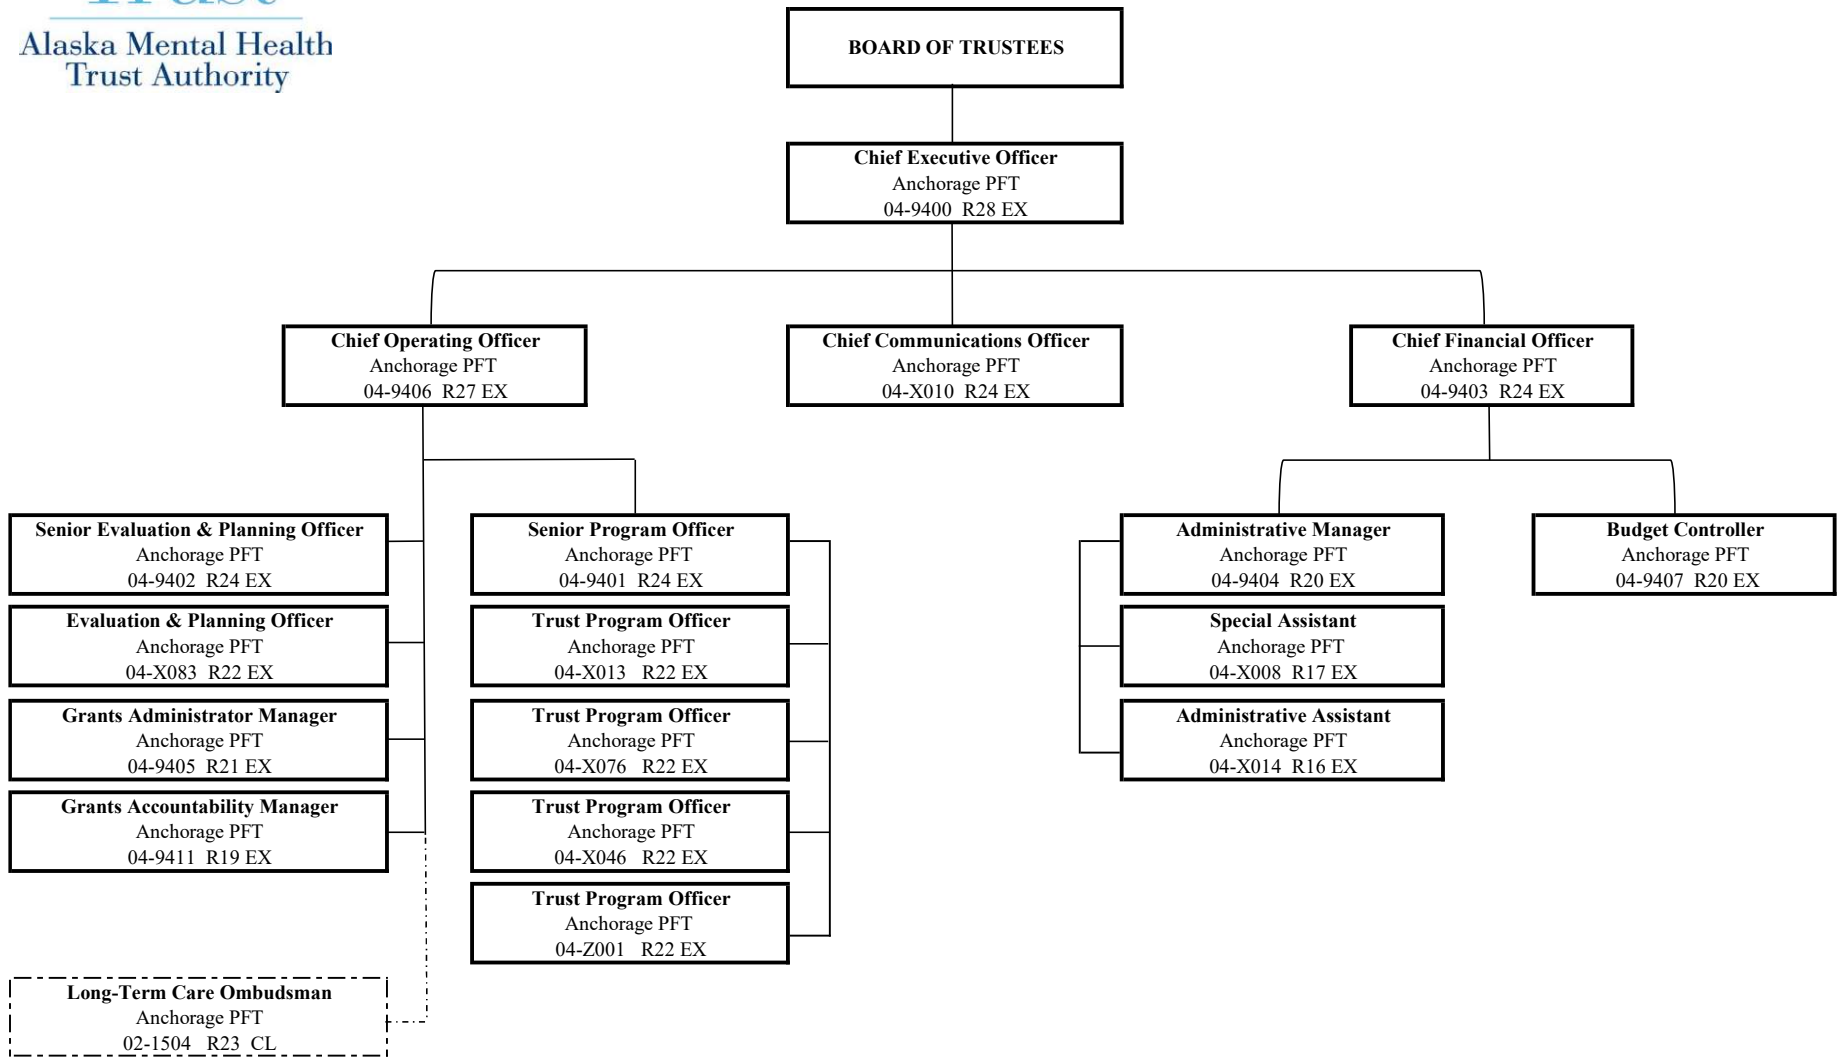 Trust
Alaska Mental Health
Trust Authority
BOARD OF TRUSTEES
Chief Executive Officer
Anchorage PFT
04-9400 R28 EX
Chief Operating Officer
Anchorage PFT
04-9406 R27 EX
Chief Communications Officer
Anchorage PFT
04-X010 R24 EX
Chief Financial Officer
Anchorage PFT
04-9403 R24 EX
Senior Evaluation & Planning Officer
Anchorage PFT
04-9402 R24 EX
Evaluation & Planning Officer
Anchorage PFT
04-X083 R22 EX
Grants Administrator Manager
Anchorage PFT
04-9405 R21 EX
Grants Accountability Manager
Anchorage PFT
04-9411 R19 EX
Long-Term Care Ombudsman
Anchorage PFT
02-1504 R23 CL
Senior Program Officer
Anchorage PFT
04-9401 R24 EX
Trust Program Officer
Anchorage PFT
04-X013 R22 EX
Trust Program Officer
Anchorage PFT
04-X076 R22 EX
Trust Program Officer
Anchorage PFT
04-X046 R22 EX
Trust Program Officer
Anchorage PFT
04-Z001 R22 EX
Administrative Manager
Anchorage PFT
04-9404 R20 EX
Special Assistant
Anchorage PFT
04-X008 R17 EX
Administrative Assistant
Anchorage PFT
04-X014 R16 EX
Budget Controller
Anchorage PFT
04-9407 R20 EX